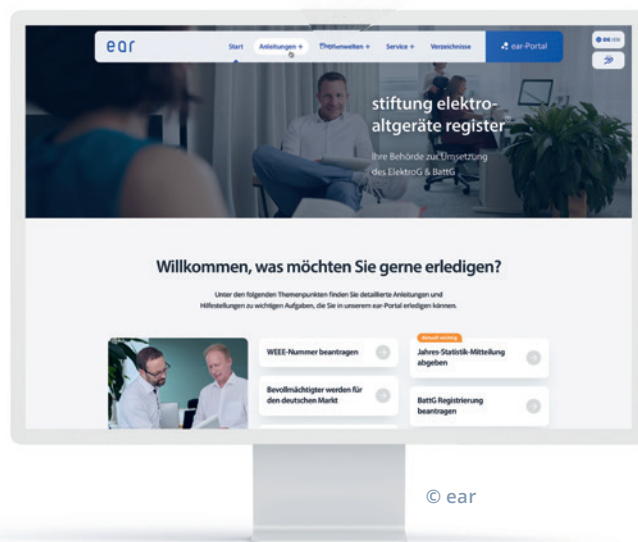 ear
Start
Anleitungen +
Themenwelten +
Service +
Verzeichnisse
ear-Portal
DE
stiftung elektro-
altgeräte register
Ihre Behörde zur Umsetzung
des ElektroG & BattG
Willkommen, was möchten Sie gerne erledigen?
Unter den folgenden Themenpunkten finden Sie detaillierte Anleitungen und
Hilfestellungen zu wichtigen Aufgaben, die Sie in unserem ear-Portal erledigen können.
WEEE-Nummer beantragen
Bevollmächtigter werden für
den deutschen Markt
Aktuell wichtig
Jahres-Statistik-Mitteilung
abgeben
BattG Registrierung
beantragen
© ear